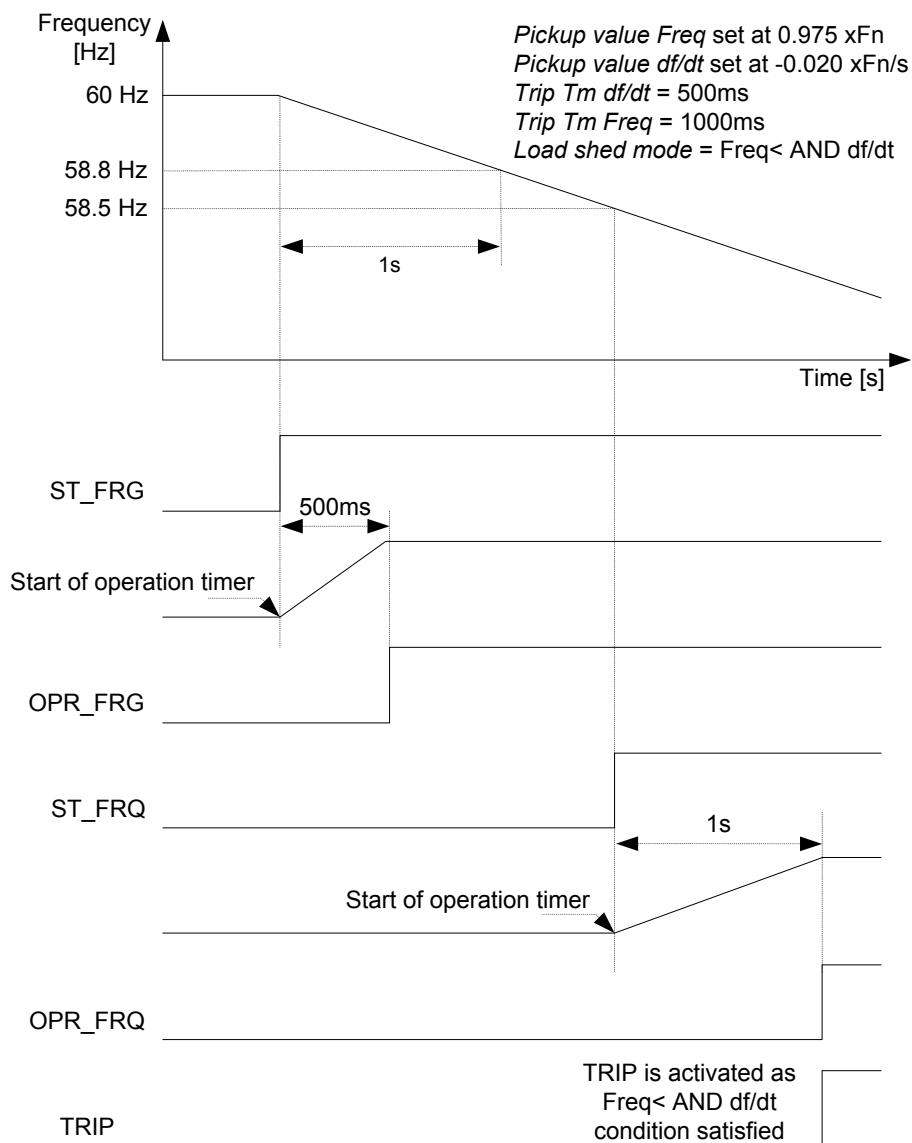 Frequency
[Hz]
Pickup value Freq set at 0.975 xFn
Pickup value df/dt set at -0.020 xFn/s
Trip Tm df/dt = 500ms
Trip Tm Freq = 1000ms
Load shed mode = Freq< AND df/dt
60 Hz
58.8 Hz
58.5 Hz
1s
Time [s]
ST_FRG
500ms
Start of operation timer
OPR_FRG
ST_FRQ
1s
Start of operation timer
OPR_FRQ
TRIP is activated as
Freq< AND df/dt
condition satisfied
TRIP